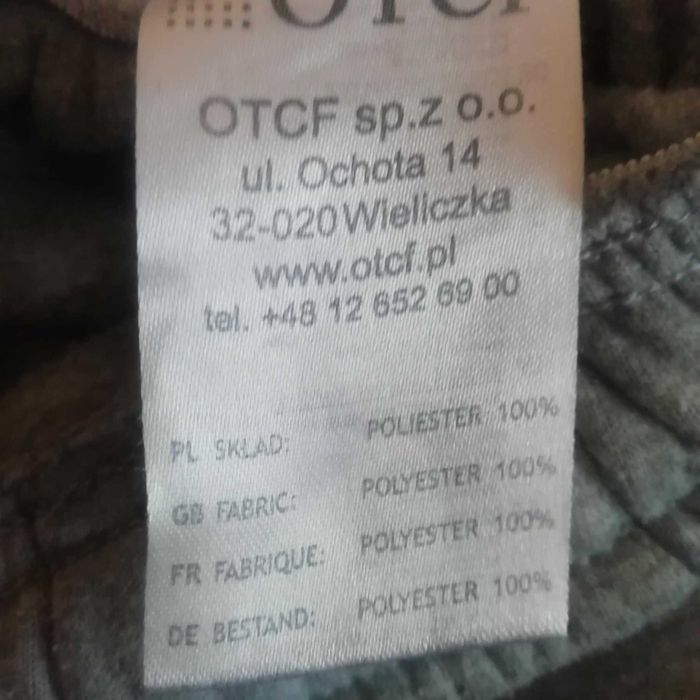 OTCF
OTCF sp.z o.o.
ul. Ochota 14
32-020 Wieliczka
www.otcf.pl
tel. +48 12 652 69 00
PL SKŁAD: POLIESTER 100%
GB FABRIC: POLYESTER 100%
FR FABRIQUE: POLYESTER 100%
DE BESTAND: POLYESTER 100%